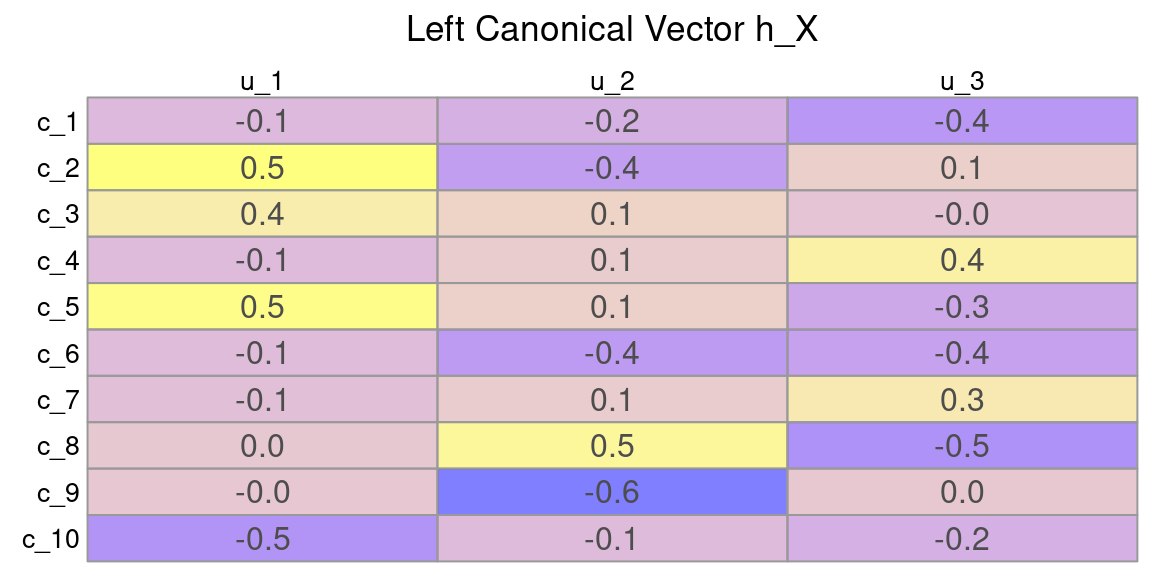 Left Canonical Vector h_X
u_1 u_2 u_3
c_1 -0.1 -0.2 -0.4
c_2 0.5 -0.4 0.1
c_3 0.4 0.1 -0.0
c_4 -0.1 0.1 0.4
c_5 0.5 0.1 -0.3
c_6 -0.1 -0.4 -0.4
c_7 -0.1 0.1 0.3
c_8 0.0 0.5 -0.5
c_9 -0.0 -0.6 0.0
c_10 -0.5 -0.1 -0.2